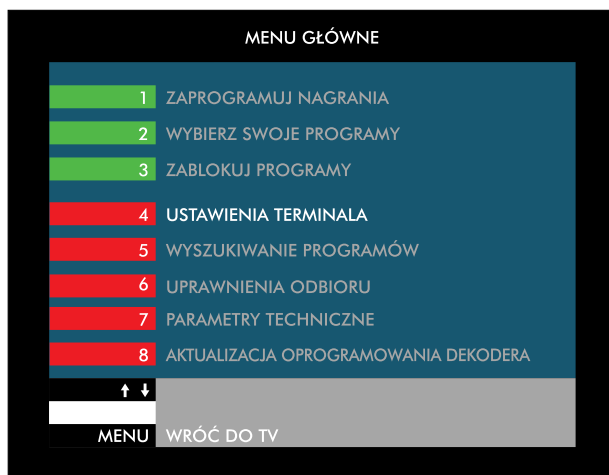 MENU GŁÓWNE
1 ZAPROGRAMUJ NAGRANIA
2 WYBIERZ SWOJE PROGRAMY
3 ZABLOKUJ PROGRAMY
4 USTAWIENIA TERMINALA
5 WYSZUKIWANIE PROGRAMÓW
6 UPRAWNIENIA ODBIORU
7 PARAMETRY TECHNICZNE
8 AKTUALIZACJA OPROGRAMOWANIA DEKODERA
↑ ↓
MENU WRÓĆ DO TV